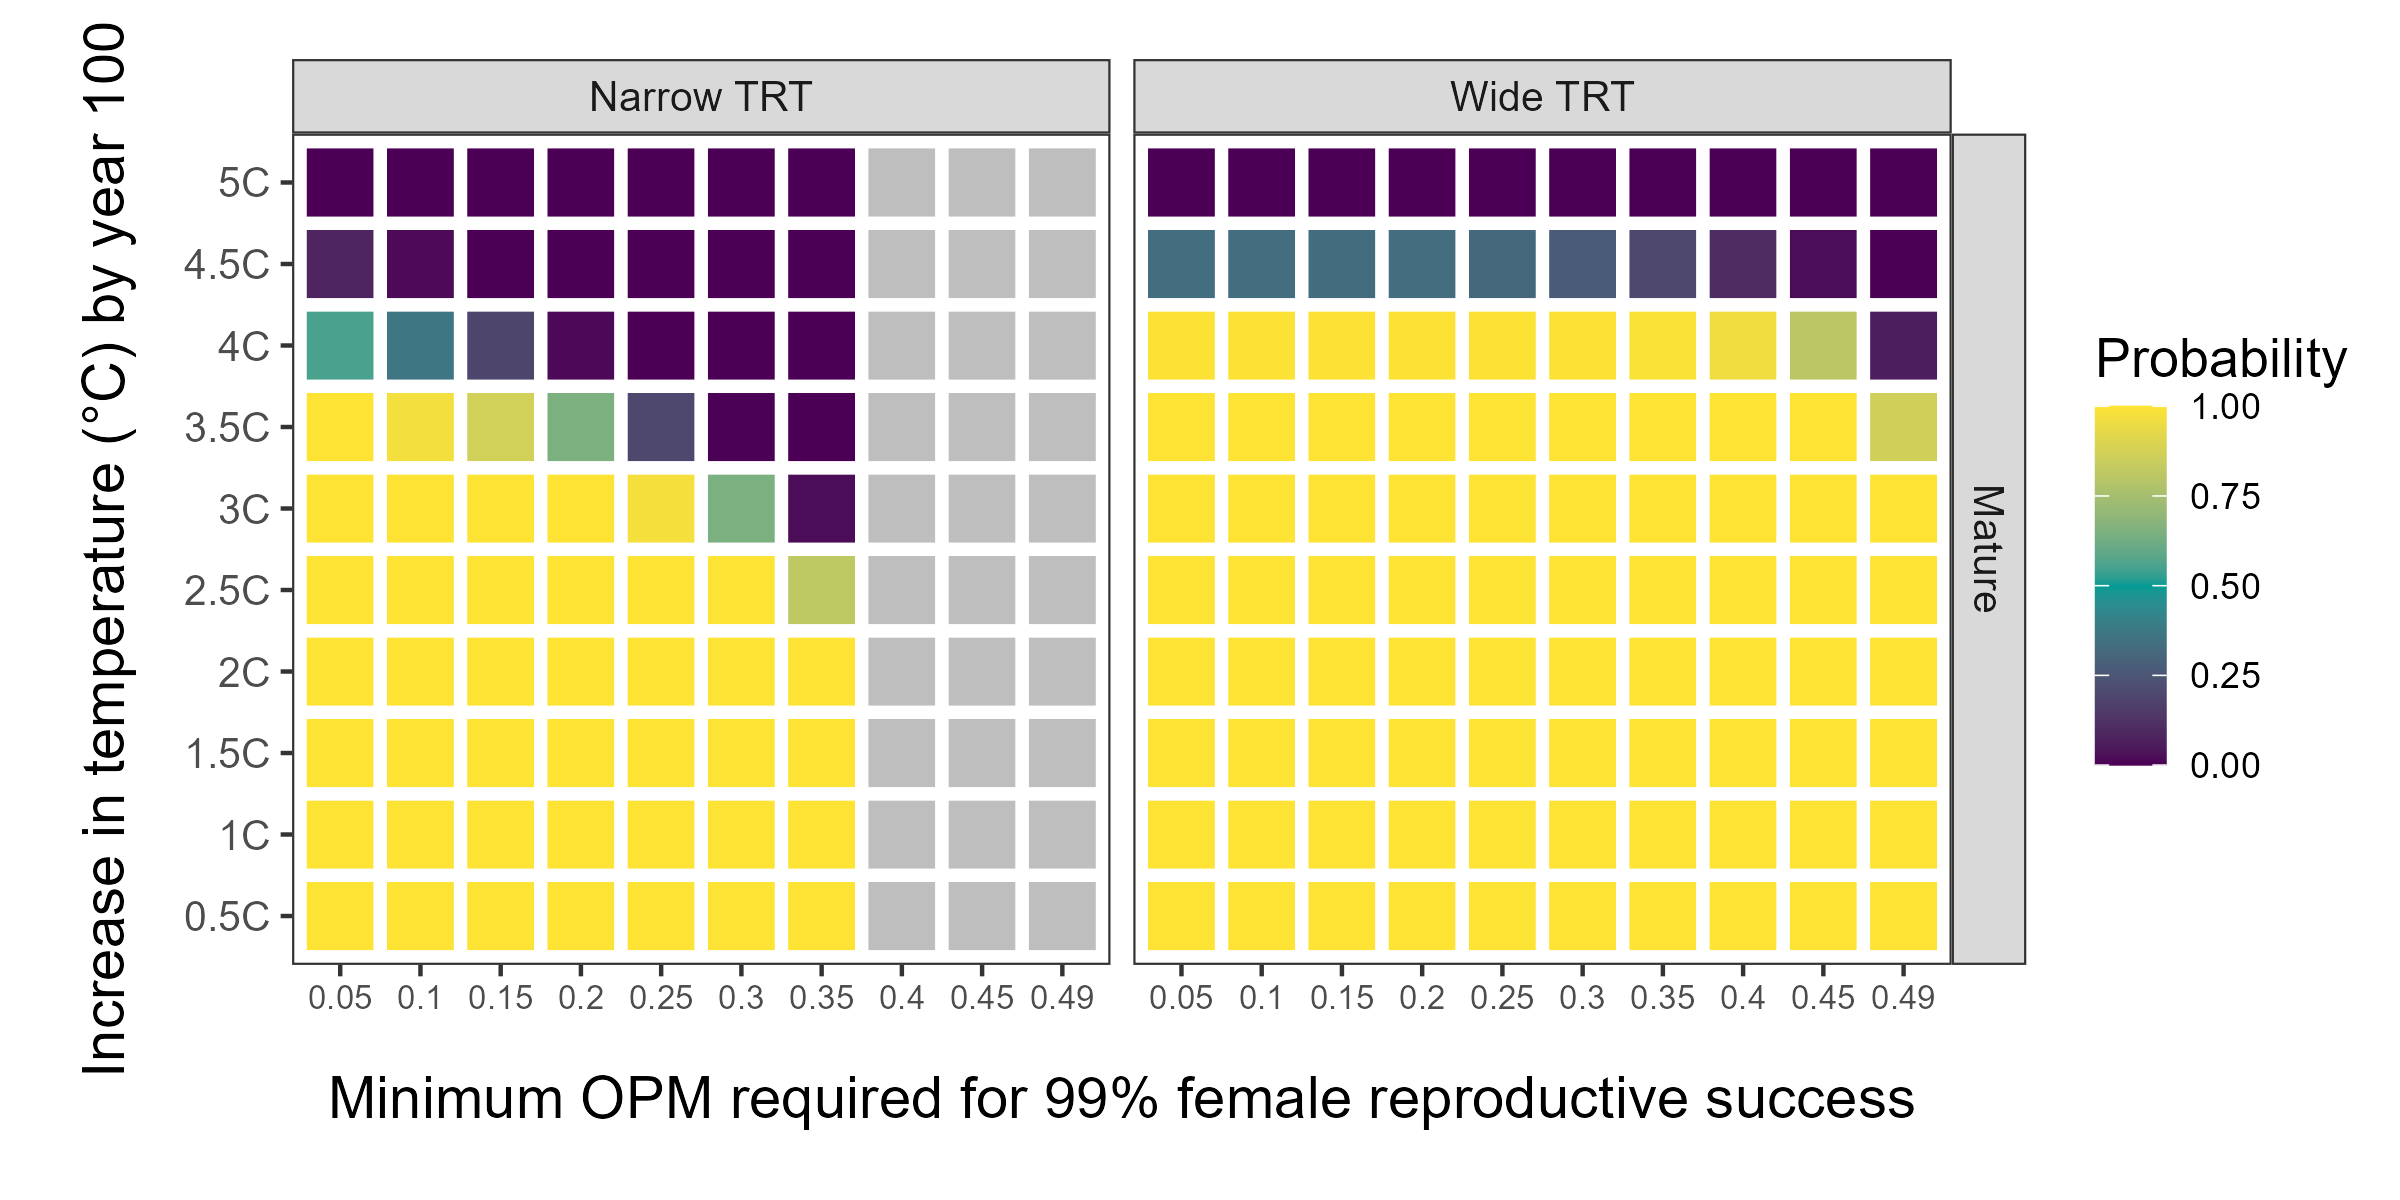 Narrow TRT
Wide TRT
Increase in temperature (°C) by year 100
5C
4.5C
4C
3.5C
3C
2.5C
2C
1.5C
1C
0.5C
Mature
0.05 0.1 0.15 0.2 0.25 0.3 0.35 0.4 0.45 0.49
0.05 0.1 0.15 0.2 0.25 0.3 0.35 0.4 0.45 0.49
Minimum OPM required for 99% female reproductive success
Probability
1.00
0.75
0.50
0.25
0.00